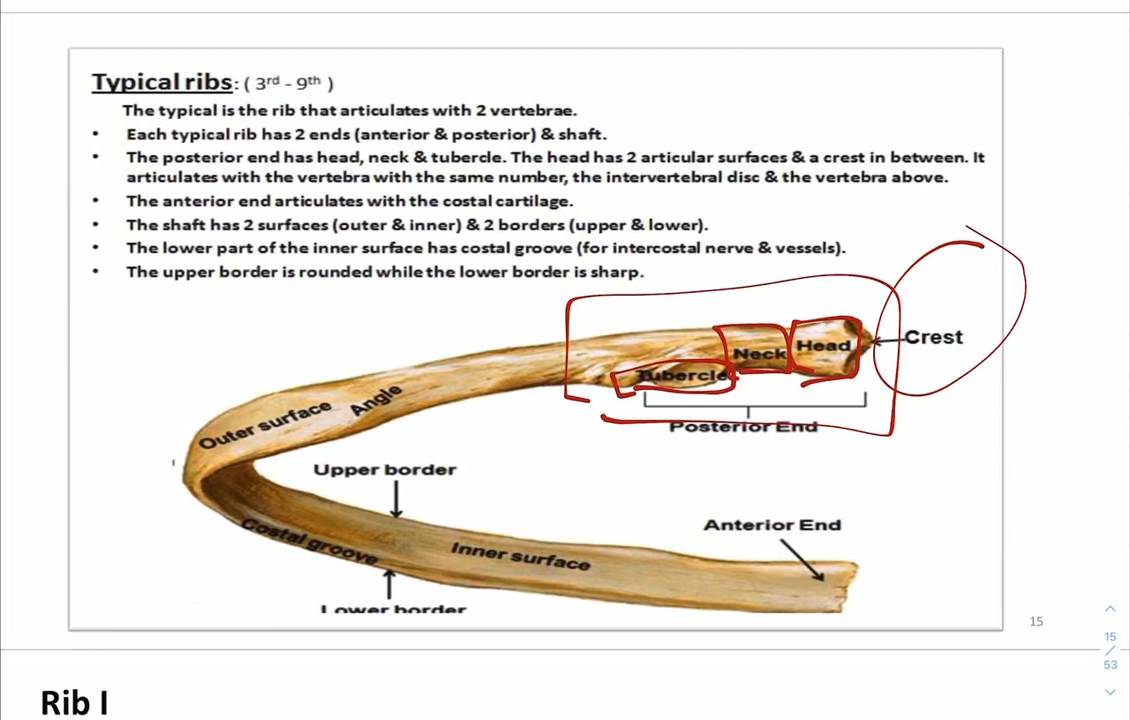 Typical ribs: ( 3rd - 9th )
The typical is the rib that articulates with 2 vertebrae.
• Each typical rib has 2 ends (anterior & posterior) & shaft.
• The posterior end has head, neck & tubercle. The head has 2 articular surfaces & a crest in between. It
articulates with the vertebra with the same number, the intervertebral disc & the vertebra above.
• The anterior end articulates with the costal cartilage.
• The shaft has 2 surfaces (outer & inner) & 2 borders (upper & lower).
• The lower part of the inner surface has costal groove (for intercostal nerve & vessels).
• The upper border is rounded while the lower border is sharp.
Crest
Head
Neck
Tubercle
Angle
Outer surface
Posterior End
Upper border
Anterior End
Costal groove
Inner surface
Lower border
15
15
/
53
Rib I